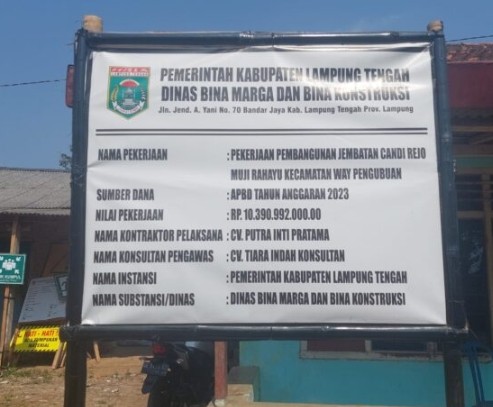 PEMERINTAH KABUPATEN LAMPUNG TENGAH
DINAS BINA MARGA DAN BINA KONSTRUKSI
Jln. Jend. A. Yani No. 70 Bandar Jaya Kab. Lampung Tengah Prov. Lampung
NAMA PEKERJAAN : PEKERJAAN PEMBANGUNAN JEMBATAN CANDI REJO
MUJI RAHAYU KECAMATAN WAY PENGUBUAN
SUMBER DANA : APBD TAHUN ANGGARAN 2023
NILAI PEKERJAAN : RP. 10.390.992.000.00
NAMA KONTRAKTOR PELAKSANA : CV. PUTRA INTI PRATAMA
NAMA KONSULTAN PENGAWAS : CV. TIARA INDAH KONSULTAN
NAMA INSTANSI : PEMERINTAH KABUPATEN LAMPUNG TENGAH
NAMA SUBSTANSI/DINAS : DINAS BINA MARGA DAN BINA KONSTRUKSI
HATI - HATI